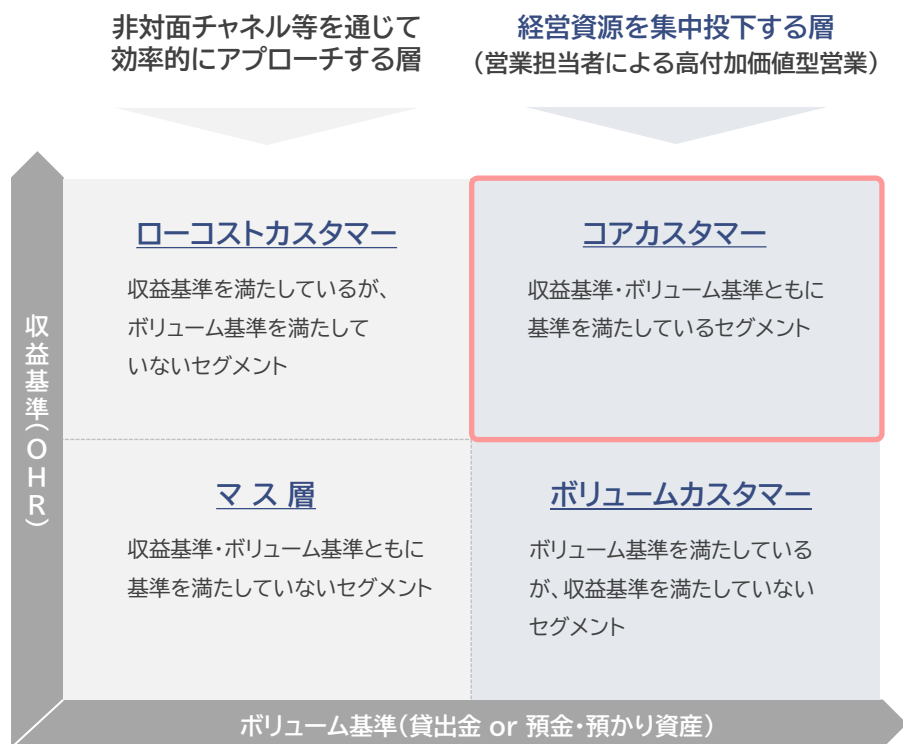 非対面チャネル等を通じて
効率的にアプローチする層
経営資源を集中投下する層
（営業担当者による高付加価値型営業）
収益基準（OHR）
ローコストカスタマー
収益基準を満たしているが、
ボリューム基準を満たして
いないセグメント
コアカスタマー
収益基準・ボリューム基準ともに
基準を満たしているセグメント
マス層
収益基準・ボリューム基準ともに
基準を満たしていないセグメント
ボリュームカスタマー
ボリューム基準を満たしている
が、収益基準を満たしていない
セグメント
ボリューム基準（貸出金 or 預金・預かり資産）